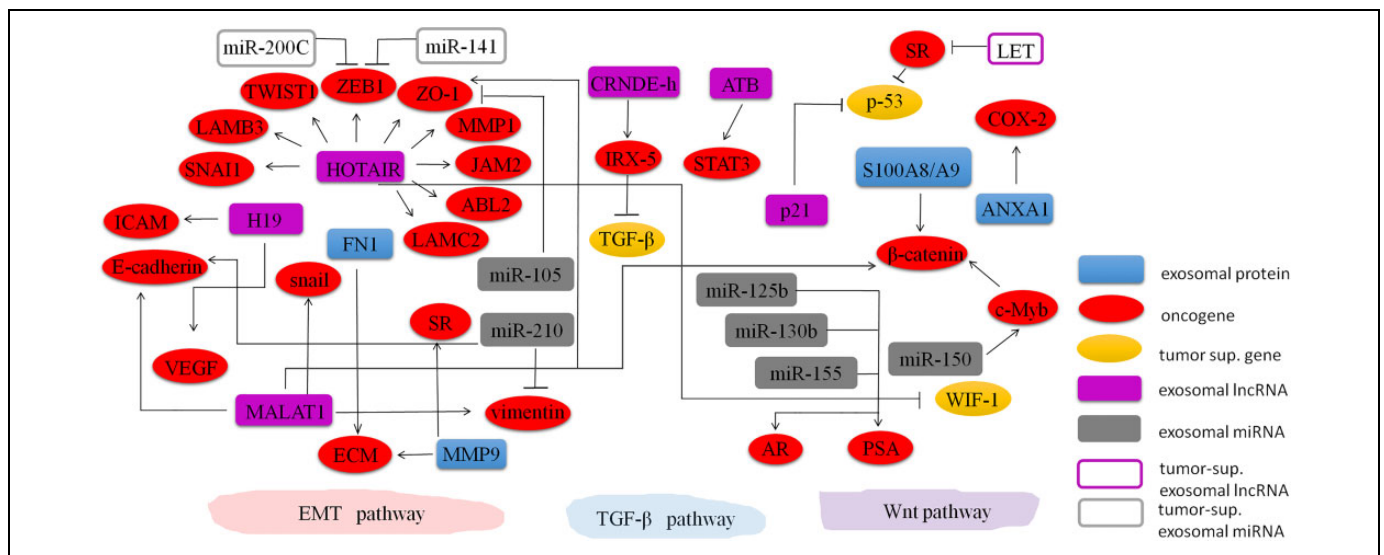 miR-200C
miR-141
SR
LET
TWIST1
ZEB1
ZO-1
CRNDE-h
ATB
p-53
LAMB3
MMP1
COX-2
SNAI1
HOTAIR
JAM2
IRX-5
STAT3
S100A8/A9
ABL2
p21
ANXA1
ICAM
H19
FN1
LAMC2
TGF-β
E-cadherin
snail
miR-105
β-catenin
exosomal protein
miR-125b
SR
miR-210
miR-130b
c-Myb
oncogene
VEGF
miR-155
miR-150
tumor sup. gene
MALAT1
vimentin
WIF-1
exosomal lncRNA
ECM
MMP9
AR
PSA
exosomal miRNA
tumor-sup.
exosomal lncRNA
tumor-sup.
exosomal miRNA
EMT pathway
TGF-β pathway
Wnt pathway